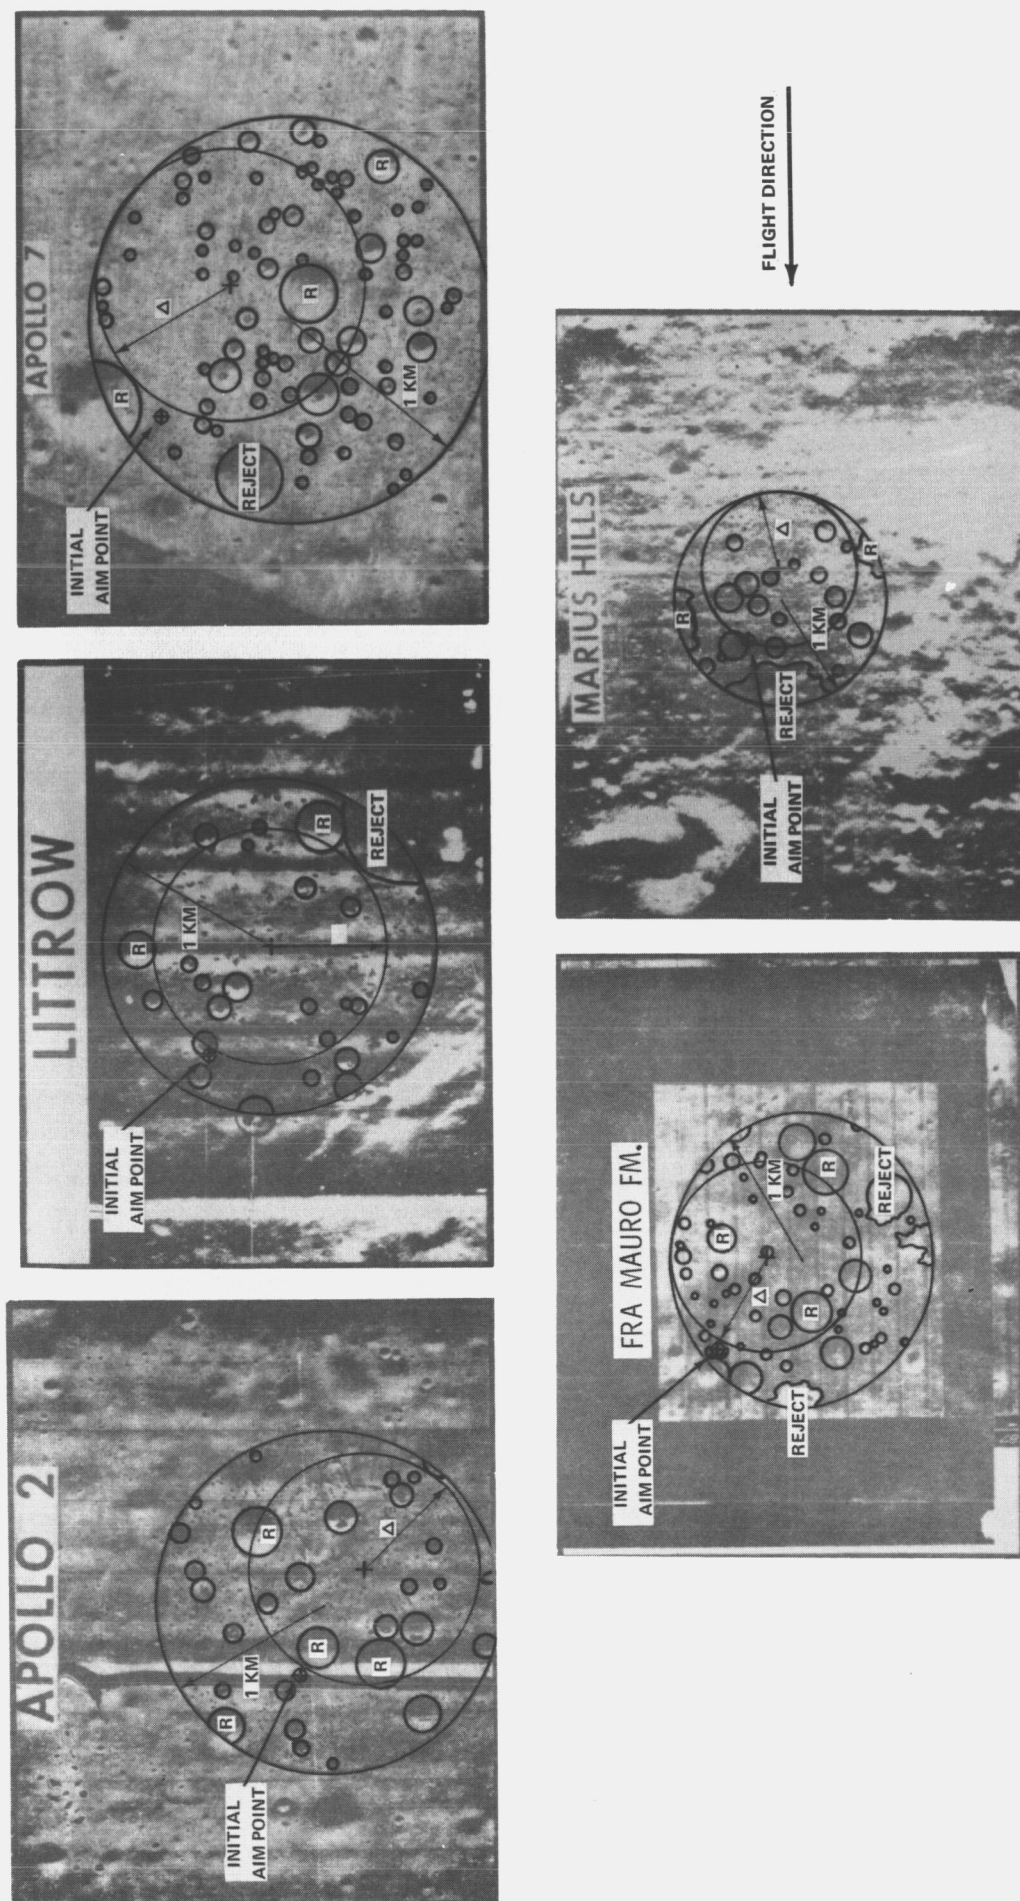 APOLLO 7
INITIAL
AIM POINT
Δ
R
R
R
1 KM
REJECT
LITTROW
INITIAL
AIM POINT
R
1 KM
R
REJECT
APOLLO 2
INITIAL
AIM POINT
R
1 KM
R
R
R
Δ
FLIGHT DIRECTION
MARIUS HILLS
INITIAL
AIM POINT
R
Δ
R
1 KM
REJECT
FRA MAURO FM.
INITIAL
AIM POINT
R
Δ
1 KM
R
R
REJECT
REJECT